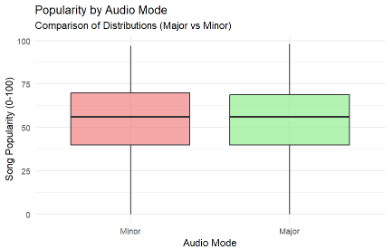 Popularity by Audio Mode
Comparison of Distributions (Major vs Minor)
Song Popularity (0-100)
100
75
50
25
0
Minor
Major
Audio Mode